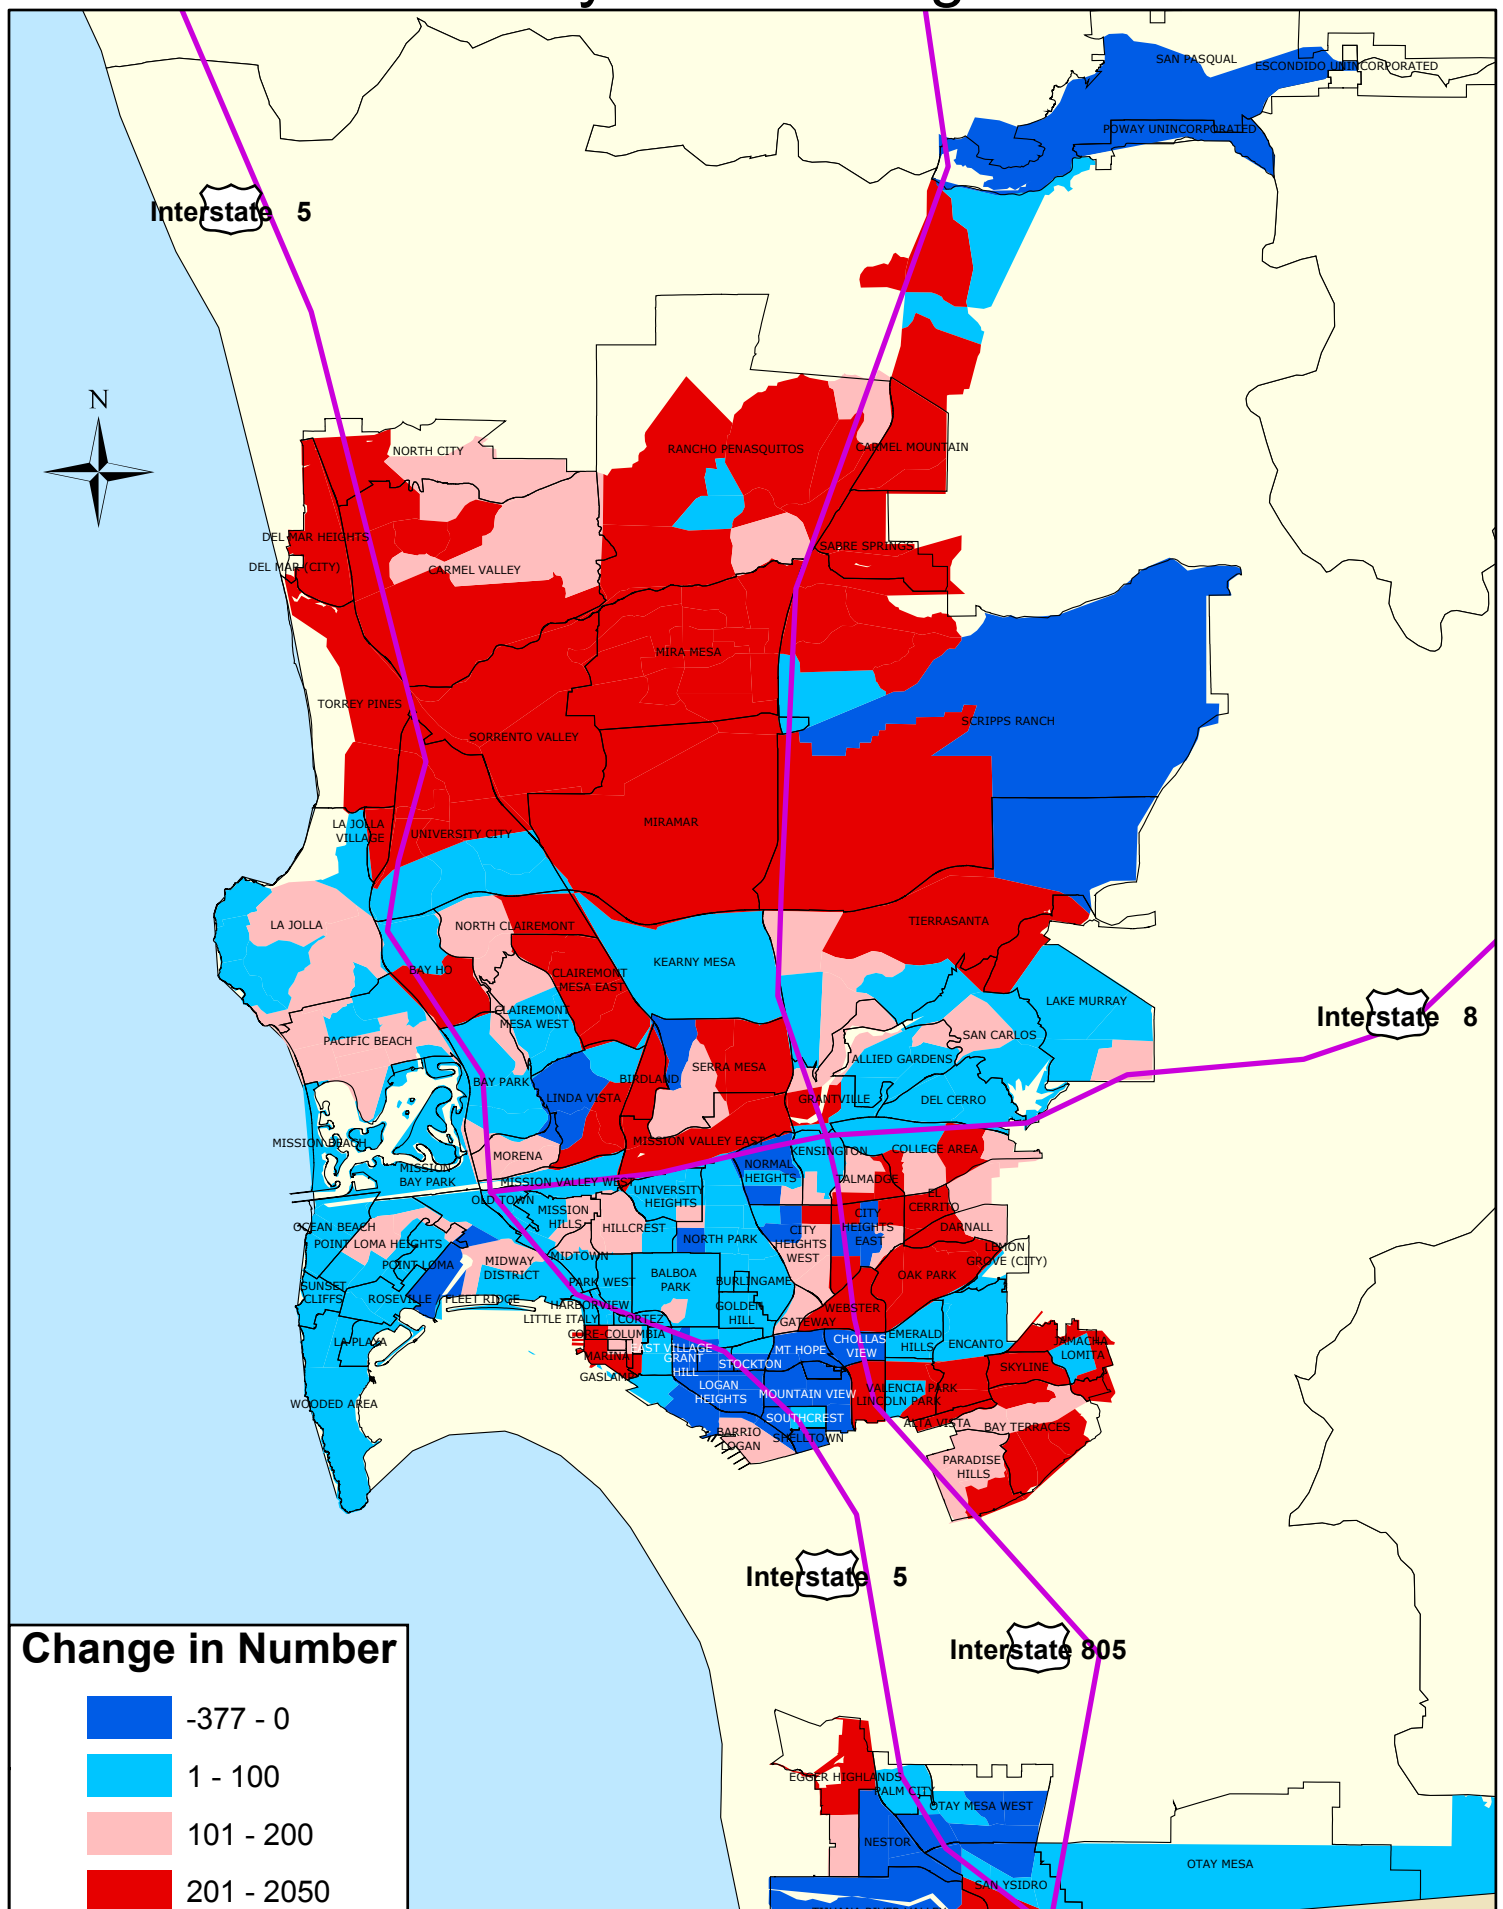 SAN PASQUAL
ESCONDIDO UNINCORPORATED
POWAY UNINCORPORATED
Interstate 5
N
NORTH CITY
RANCHO PENASQUITOS
CARMEL MOUNTAIN
DEL MAR HEIGHTS
SABRE SPRINGS
DEL MAR (CITY)
CARMEL VALLEY
MIRA MESA
TORREY PINES
SCRIPPS RANCH
SORRENTO VALLEY
LA JOLLA
VILLAGE
UNIVERSITY CITY
MIRAMAR
LA JOLLA
NORTH CLAIREMONT
TIERRASANTA
BAY HO
CLAIREMONT
MESA EAST
KEARNY MESA
CLAIREMONT
MESA WEST
LAKE MURRAY
Interstate 8
PACIFIC BEACH
SAN CARLOS
ALLIED GARDENS
BAY PARK
BIRDLAND
SERRA MESA
LINDA VISTA
GRANTVILLE
DEL CERRO
MISSION BEACH
MISSION VALLEY EAST
MORENA
KENSINGTON
COLLEGE AREA
MISSION
BAY PARK
MISSION VALLEY WEST
NORMAL
HEIGHTS
TALMADGE
OLD TOWN
UNIVERSITY
HEIGHTS
EL
CERRITO
OCEAN BEACH
MISSION
HILLS
HILLCREST
NORTH PARK
CITY
HEIGHTS
WEST
CITY
HEIGHTS
EAST
DARNALL
POINT LOMA HEIGHTS
LEMON
GROVE (CITY)
MIDTOWN
POINT LOMA
MIDWAY
DISTRICT
PARK WEST
BALBOA
PARK
BURLINGAME
OAK PARK
SUNSET
CLIFFS
ROSEVILLE
FLEET RIDGE
HARBORVIEW
GOLDEN
HILL
WEBSTER
LITTLE ITALY
CORTEZ
GATEWAY
LA PLAYA
CORE-COLUMBIA
EAST VILLAGE
MT HOPE
CHOLLAS
VIEW
EMERALD
HILLS
ENCANTO
JAMACHA
LOMITA
MARINA
GRANT
HILL
STOCKTON
SKYLINE
GASLAMP
LOGAN
HEIGHTS
MOUNTAIN VIEW
VALENCIA PARK
LINCOLN PARK
WOODED AREA
SOUTHCREST
ALTA VISTA
BAY TERRACES
BARRIO
LOGAN
SHELLTOWN
PARADISE
HILLS
Interstate 5
Interstate 805
Change in Number
-377 - 0
1 - 100
101 - 200
201 - 2050
EGGER HIGHLANDS
PALM CITY
OTAY MESA WEST
NESTOR
OTAY MESA
SAN YSIDRO